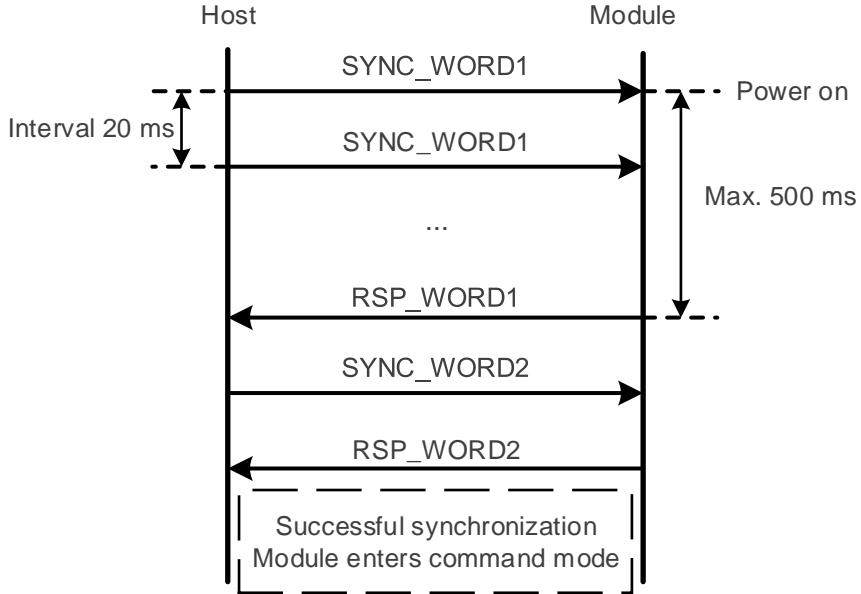 Host
Module
SYNC_WORD1
Power on
Interval 20 ms
SYNC_WORD1
Max. 500 ms
...
RSP_WORD1
SYNC_WORD2
RSP_WORD2
Successful synchronization
Module enters command mode